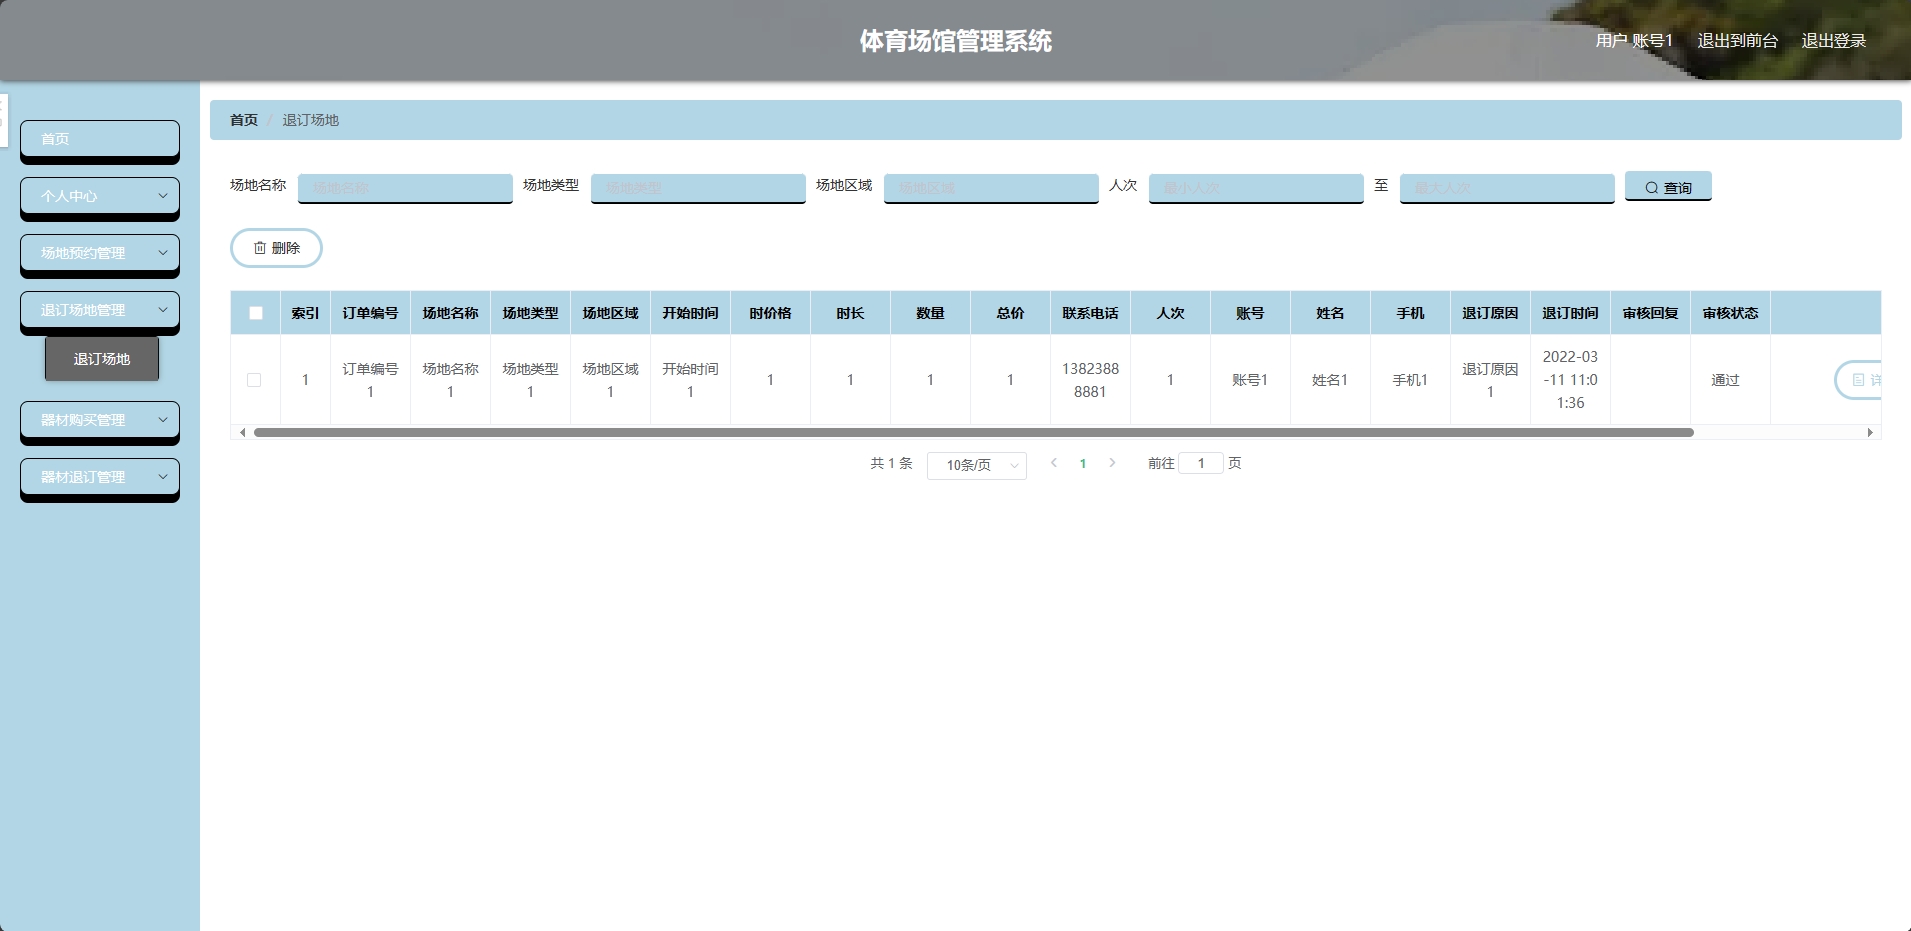 体育场馆管理系统
用户 账号1 退出到前台 退出登录
首页
个人中心
场地预约管理
退订场地管理
退订场地
器材购买管理
器材退订管理
首页 / 退订场地
场地名称 场地名称 场地类型 场地类型 场地区域 场地区域 人次 最小人次 至 最大人次 查询
删除
索引 订单编号 场地名称 场地类型 场地区域 开始时间 时价格 时长 数量 总价 联系电话 人次 账号 姓名 手机 退订原因 退订时间 审核回复 审核状态
1 订单编号1 场地名称1 场地类型1 场地区域1 开始时间1 1 1 1 1 13823888881 1 账号1 姓名1 手机1 退订原因1 2022-03-11 11:01:36 通过 详
共 1 条 10条/页 1 前往 1 页